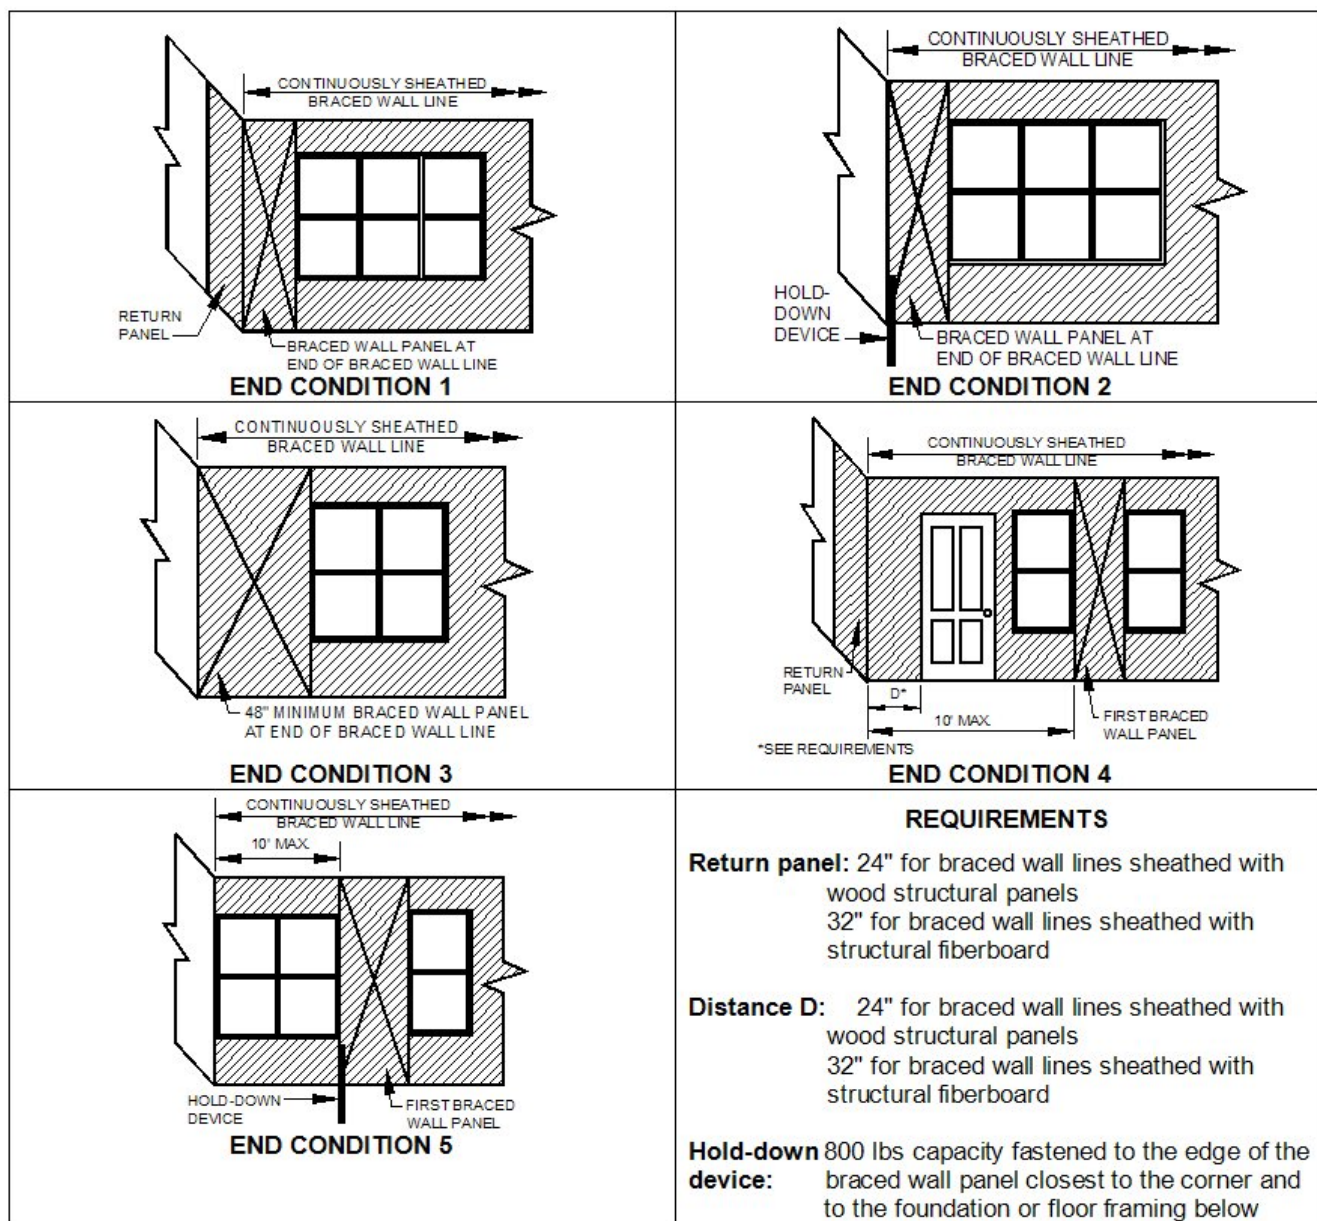 CONTINUOUSLY SHEATHED
BRACED WALL LINE
RETURN
PANEL
BRACED WALL PANEL AT
END OF BRACED WALL LINE
END CONDITION 1
CONTINUOUSLY SHEATHED
BRACED WALL LINE
HOLD-
DOWN
DEVICE
BRACED WALL PANEL AT
END OF BRACED WALL LINE
END CONDITION 2
CONTINUOUSLY SHEATHED
BRACED WALL LINE
48" MINIMUM BRACED WALL PANEL
AT END OF BRACED WALL LINE
END CONDITION 3
CONTINUOUSLY SHEATHED
BRACED WALL LINE
RETURN
PANEL
D*
10' MAX.
FIRST BRACED
WALL PANEL
*SEE REQUIREMENTS
END CONDITION 4
CONTINUOUSLY SHEATHED
BRACED WALL LINE
10' MAX.
HOLD-DOWN
DEVICE
FIRST BRACED
WALL PANEL
END CONDITION 5
REQUIREMENTS
Return panel: 24" for braced wall lines sheathed with
wood structural panels
32" for braced wall lines sheathed with
structural fiberboard
Distance D: 24" for braced wall lines sheathed with
wood structural panels
32" for braced wall lines sheathed with
structural fiberboard
Hold-down 800 lbs capacity fastened to the edge of the
device: braced wall panel closest to the corner and
to the foundation or floor framing below